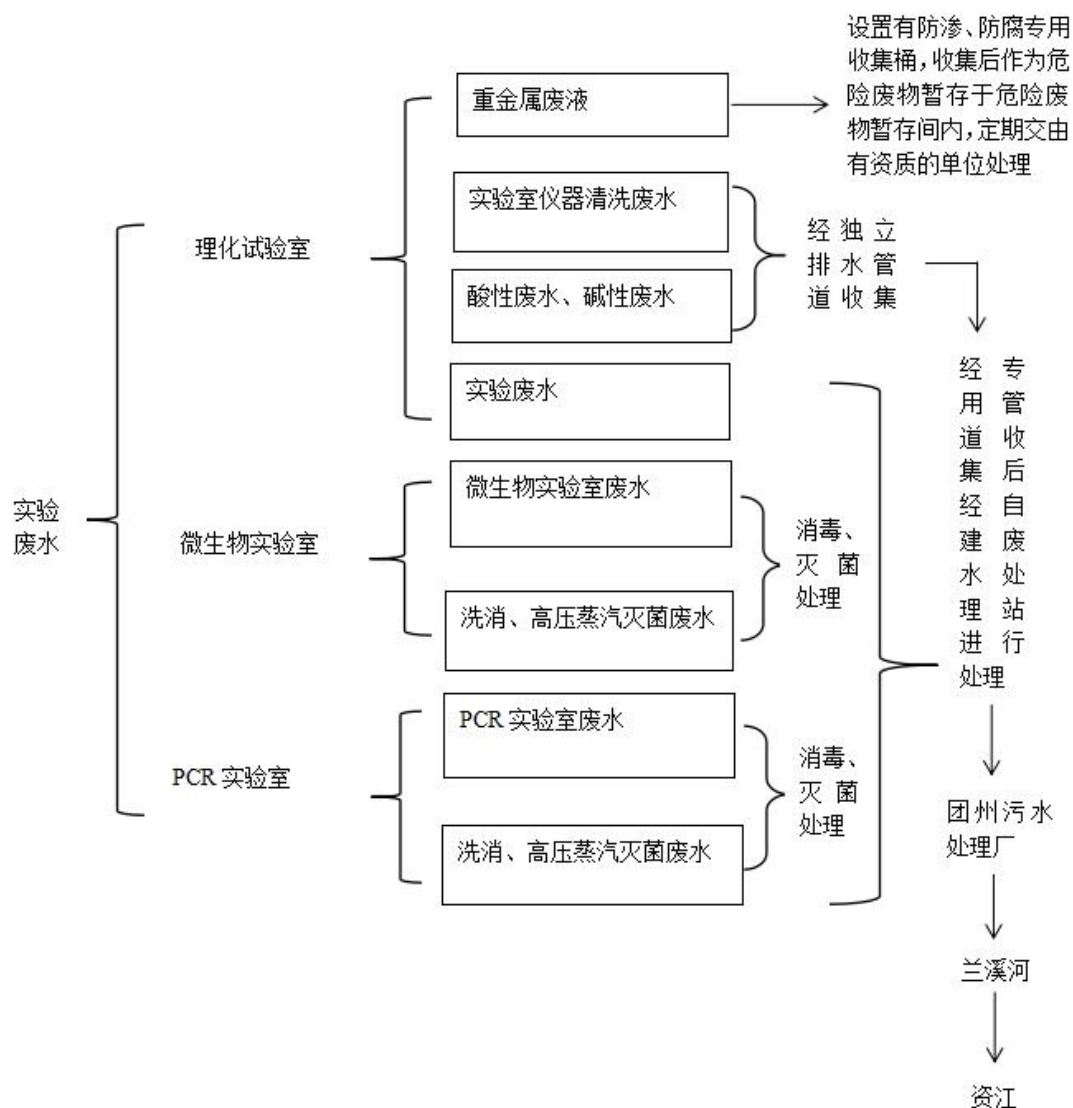 设置有防渗、防腐专用
收集桶，收集后作为危
险废物暂存于危险废
物暂存间内，定期交由
有资质的单位处理
重金属废液
实验室仪器清洗废水
理化试验室
经独立
排水管
道收集
酸性废水、碱性废水
实验废水
经专
用管
道收
集后
经自
建废
水处
理站
进行
处理
实验
废水
微生物实验室
微生物实验室废水
消毒、
灭菌
处理
洗消、高压蒸汽灭菌废水
PCR 实验室
PCR 实验室废水
消毒、
灭菌
处理
洗消、高压蒸汽灭菌废水
团州污水
处理厂
兰溪河
资江